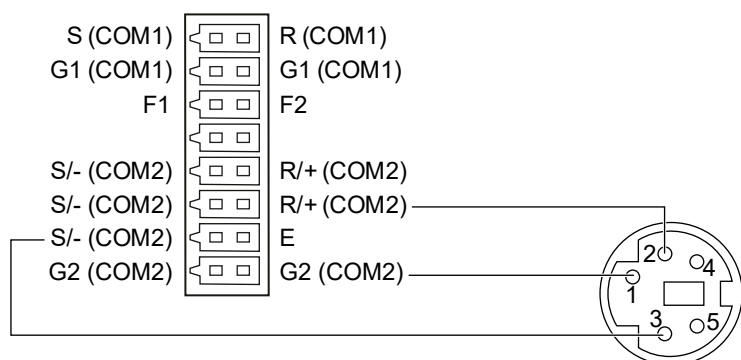 S (COM1) R (COM1)
G1 (COM1) G1 (COM1)
F1 F2
S/- (COM2) R/+ (COM2)
S/- (COM2) R/+ (COM2)
S/- (COM2) E
G2 (COM2) G2 (COM2)
2 4
1
3 5